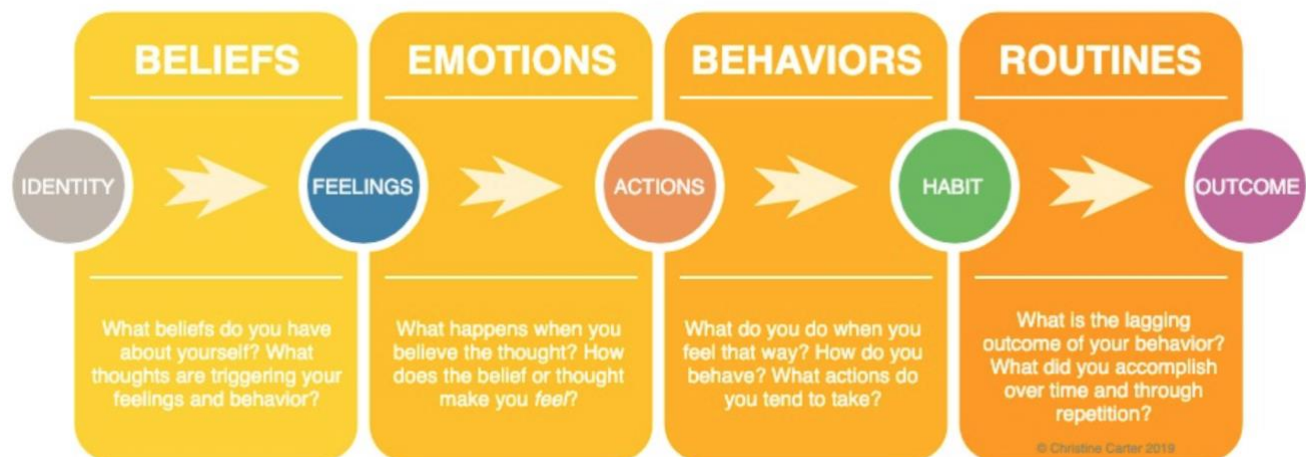 BELIEFS
EMOTIONS
BEHAVIORS
ROUTINES
IDENTITY
FEELINGS
ACTIONS
HABIT
OUTCOME
What beliefs do you have
about yourself? What
thoughts are triggering your
feelings and behavior?
What happens when you
believe the thought? How
does the belief or thought
make you feel?
What do you do when you
feel that way? How do you
behave? What actions do
you tend to take?
What is the lagging
outcome of your behavior?
What did you accomplish
over time and through
repetition?
© Christine Carter 2019